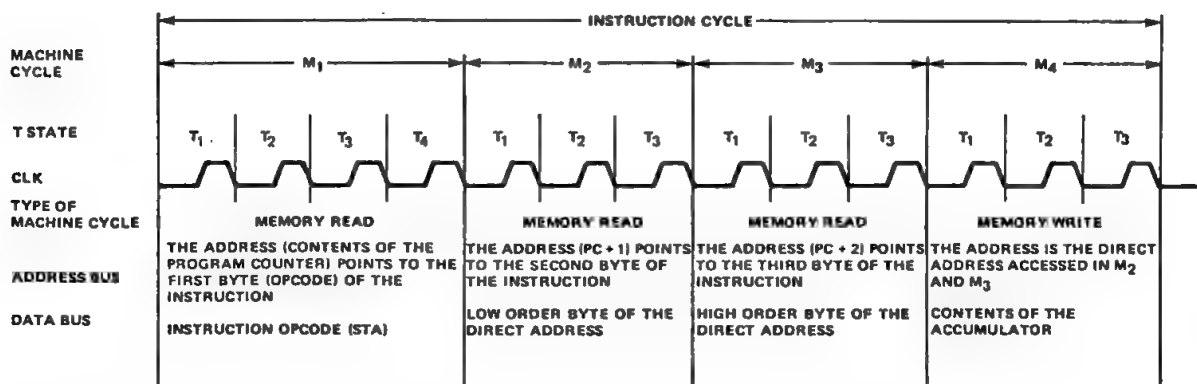 INSTRUCTION CYCLE
MACHINE
CYCLE
M1
M2
M3
M4
T STATE
T1 T2 T3 T4 T1 T2 T3 T1 T2 T3 T1 T2 T3
CLK
TYPE OF
MACHINE CYCLE
MEMORY READ
MEMORY READ
MEMORY READ
MEMORY WRITE
ADDRESS BUS
THE ADDRESS (CONTENTS OF THE
PROGRAM COUNTER) POINTS TO THE
FIRST BYTE (OPCODE) OF THE
INSTRUCTION
THE ADDRESS (PC + 1) POINTS
TO THE SECOND BYTE OF
THE INSTRUCTION
THE ADDRESS (PC + 2) POINTS
TO THE THIRD BYTE OF THE
INSTRUCTION
THE ADDRESS IS THE DIRECT
ADDRESS ACCESSED IN M2
AND M3
DATA BUS
INSTRUCTION OPCODE (STA)
LOW ORDER BYTE OF THE
DIRECT ADDRESS
HIGH ORDER BYTE OF THE
DIRECT ADDRESS
CONTENTS OF THE
ACCUMULATOR